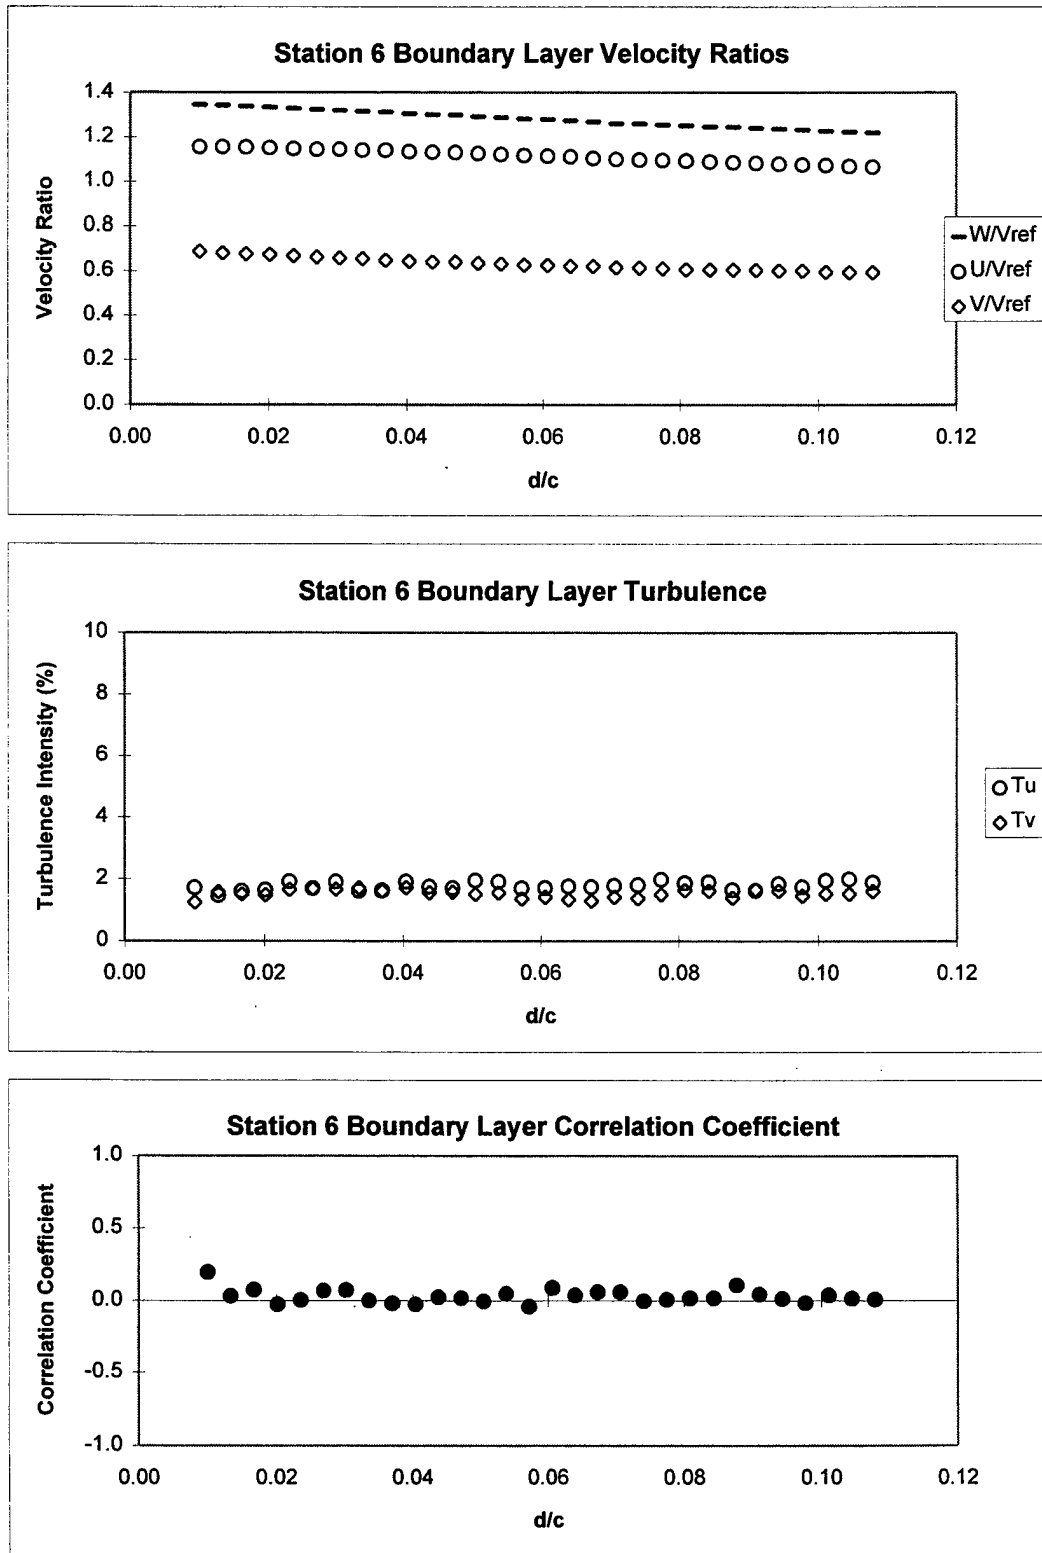 Station 6 Boundary Layer Velocity Ratios
1.4
1.2
1.0
0.8
0.6
0.4
0.2
0.0
Velocity Ratio
0.00 0.02 0.04 0.06 0.08 0.10 0.12
d/c
W/Vref
U/Vref
V/Vref
Station 6 Boundary Layer Turbulence
10
8
6
4
2
0
Turbulence Intensity (%)
0.00 0.02 0.04 0.06 0.08 0.10 0.12
d/c
Tu
Tv
Station 6 Boundary Layer Correlation Coefficient
1.0
0.5
0.0
-0.5
-1.0
Correlation Coefficient
0.00 0.02 0.04 0.06 0.08 0.10 0.12
d/c